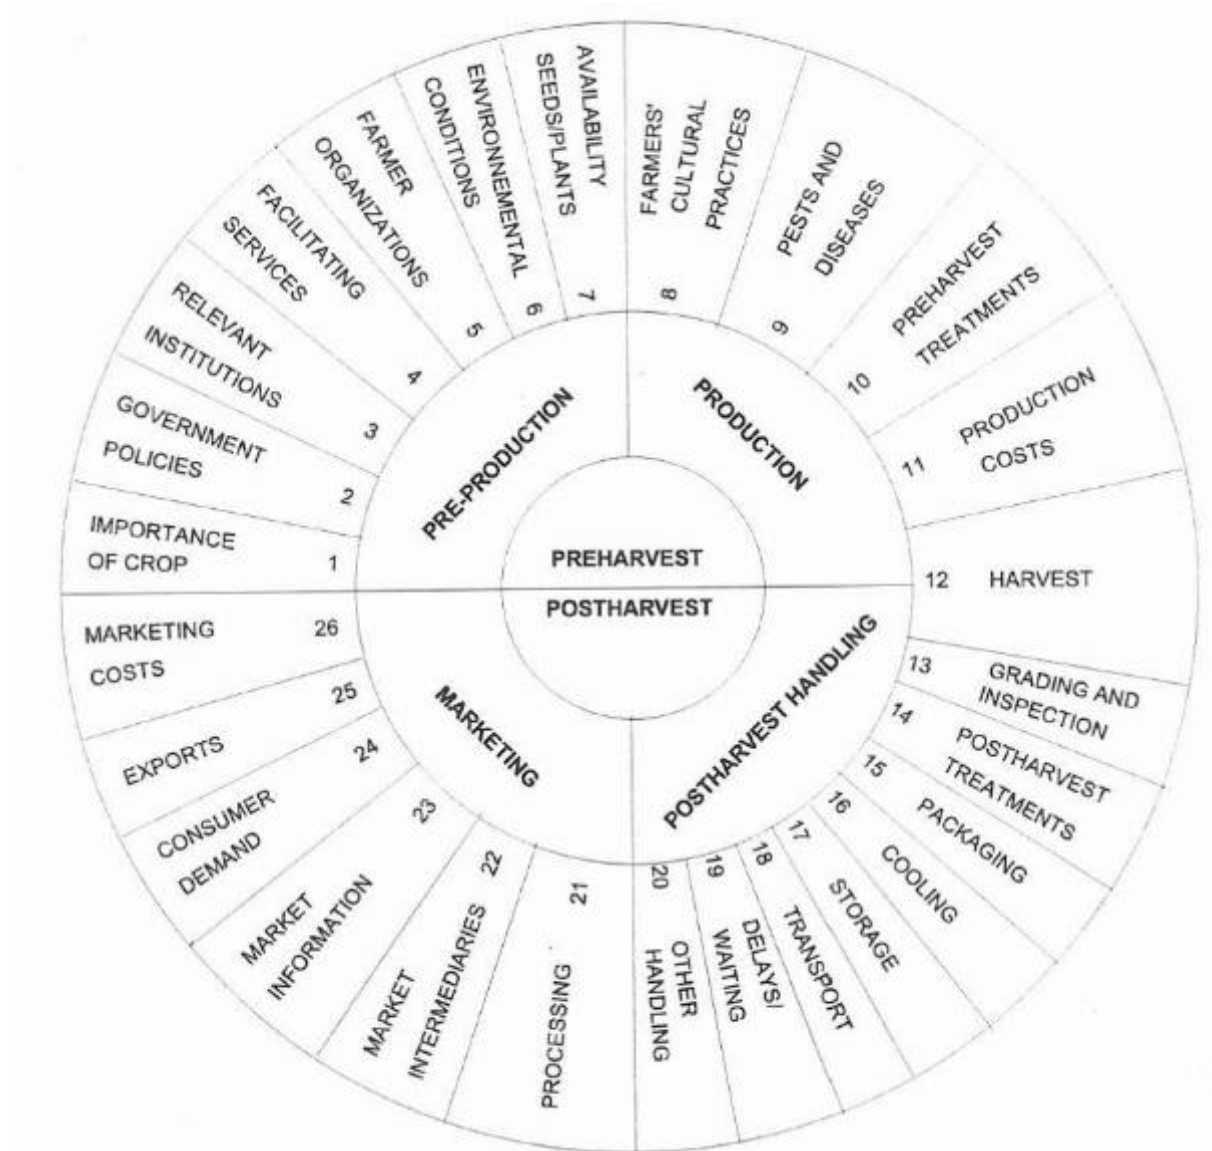 PREHARVEST
POSTHARVEST
PRE-PRODUCTION
PRODUCTION
POSTHARVEST HANDLING
MARKETING
IMPORTANCE
OF CROP
1
GOVERNMENT
POLICIES
2
RELEVANT
INSTITUTIONS
3
FACILITATING
SERVICES
4
FARMER
ORGANIZATIONS
5
ENVIRONNEMENTAL
CONDITIONS
6
AVAILABILITY
SEEDS/PLANTS
7
FARMERS'
CULTURAL
PRACTICES
8
PESTS AND
DISEASES
9
PREHARVEST
TREATMENTS
10
PRODUCTION
COSTS
11
12 HARVEST
13
GRADING AND
INSPECTION
14
POSTHARVEST
TREATMENTS
15
PACKAGING
16
COOLING
17
STORAGE
18
TRANSPORT
19
DELAYS/
WAITING
20
OTHER
HANDLING
21
PROCESSING
22
MARKET
INTERMEDIARIES
23
MARKET
INFORMATION
24
CONSUMER
DEMAND
25
EXPORTS
26
MARKETING
COSTS